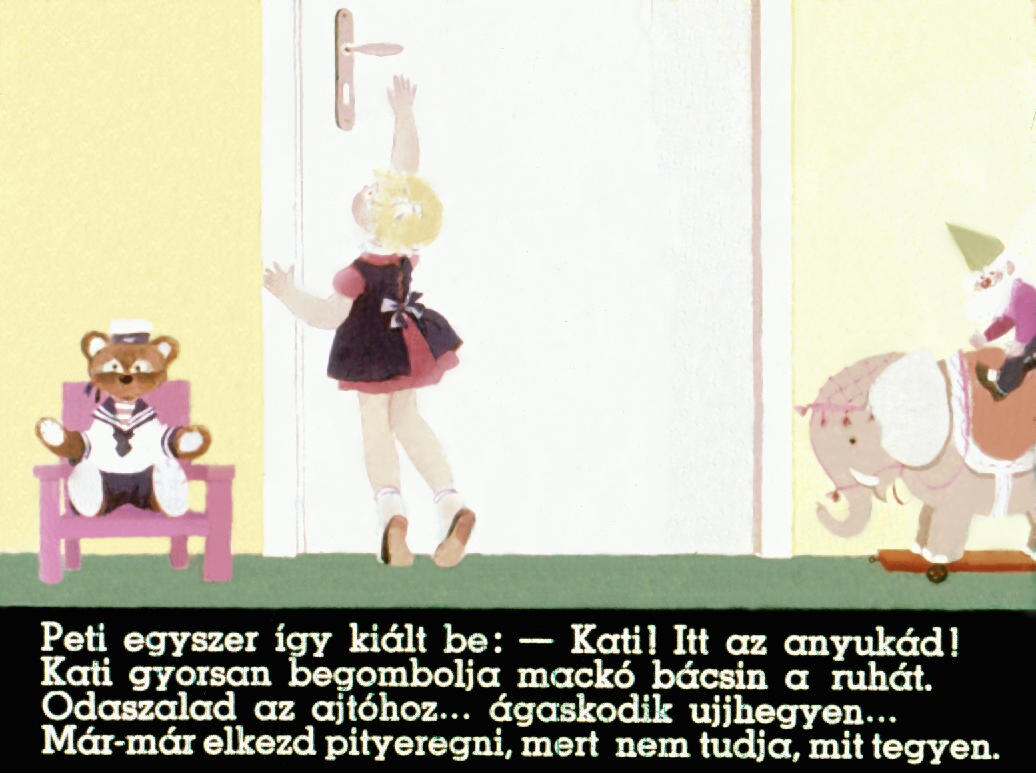 Peti egyszer így kiált be: — Kati! Itt az anyukád!
Kati gyorsan begombolja mackó bácsin a ruhát.
Odaszalad az ajtóhoz... ágaskodik ujjhegyen...
Már-már elkezd pityeregni, mert nem tudja, mit tegyen.